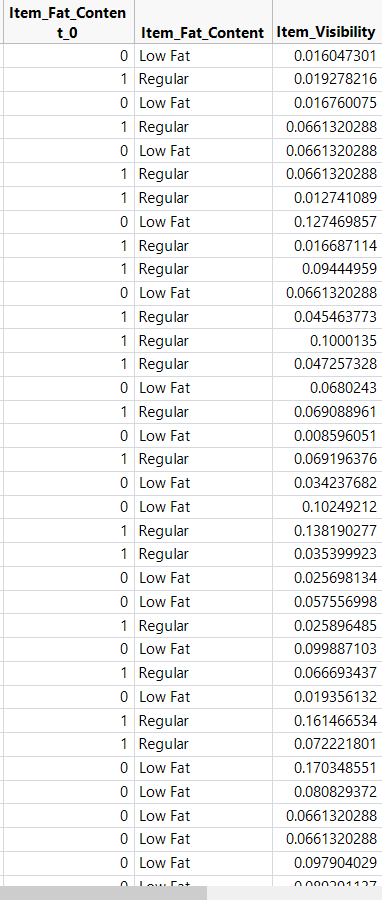 Item_Fat_Conten
t_0 Item_Fat_Content Item_Visibility
0 Low Fat 0.016047301
1 Regular 0.019278216
0 Low Fat 0.016760075
1 Regular 0.0661320288
0 Low Fat 0.0661320288
1 Regular 0.0661320288
1 Regular 0.012741089
0 Low Fat 0.127469857
1 Regular 0.016687114
1 Regular 0.09444959
0 Low Fat 0.0661320288
1 Regular 0.045463773
1 Regular 0.1000135
1 Regular 0.047257328
0 Low Fat 0.0680243
1 Regular 0.069088961
0 Low Fat 0.008596051
1 Regular 0.069196376
0 Low Fat 0.034237682
0 Low Fat 0.10249212
1 Regular 0.138190277
1 Regular 0.035399923
0 Low Fat 0.025698134
0 Low Fat 0.057556998
1 Regular 0.025896485
0 Low Fat 0.099887103
1 Regular 0.066693437
0 Low Fat 0.019356132
1 Regular 0.161466534
1 Regular 0.072221801
0 Low Fat 0.170348551
0 Low Fat 0.080829372
0 Low Fat 0.0661320288
0 Low Fat 0.0661320288
0 Low Fat 0.097904029
0 Low Fat